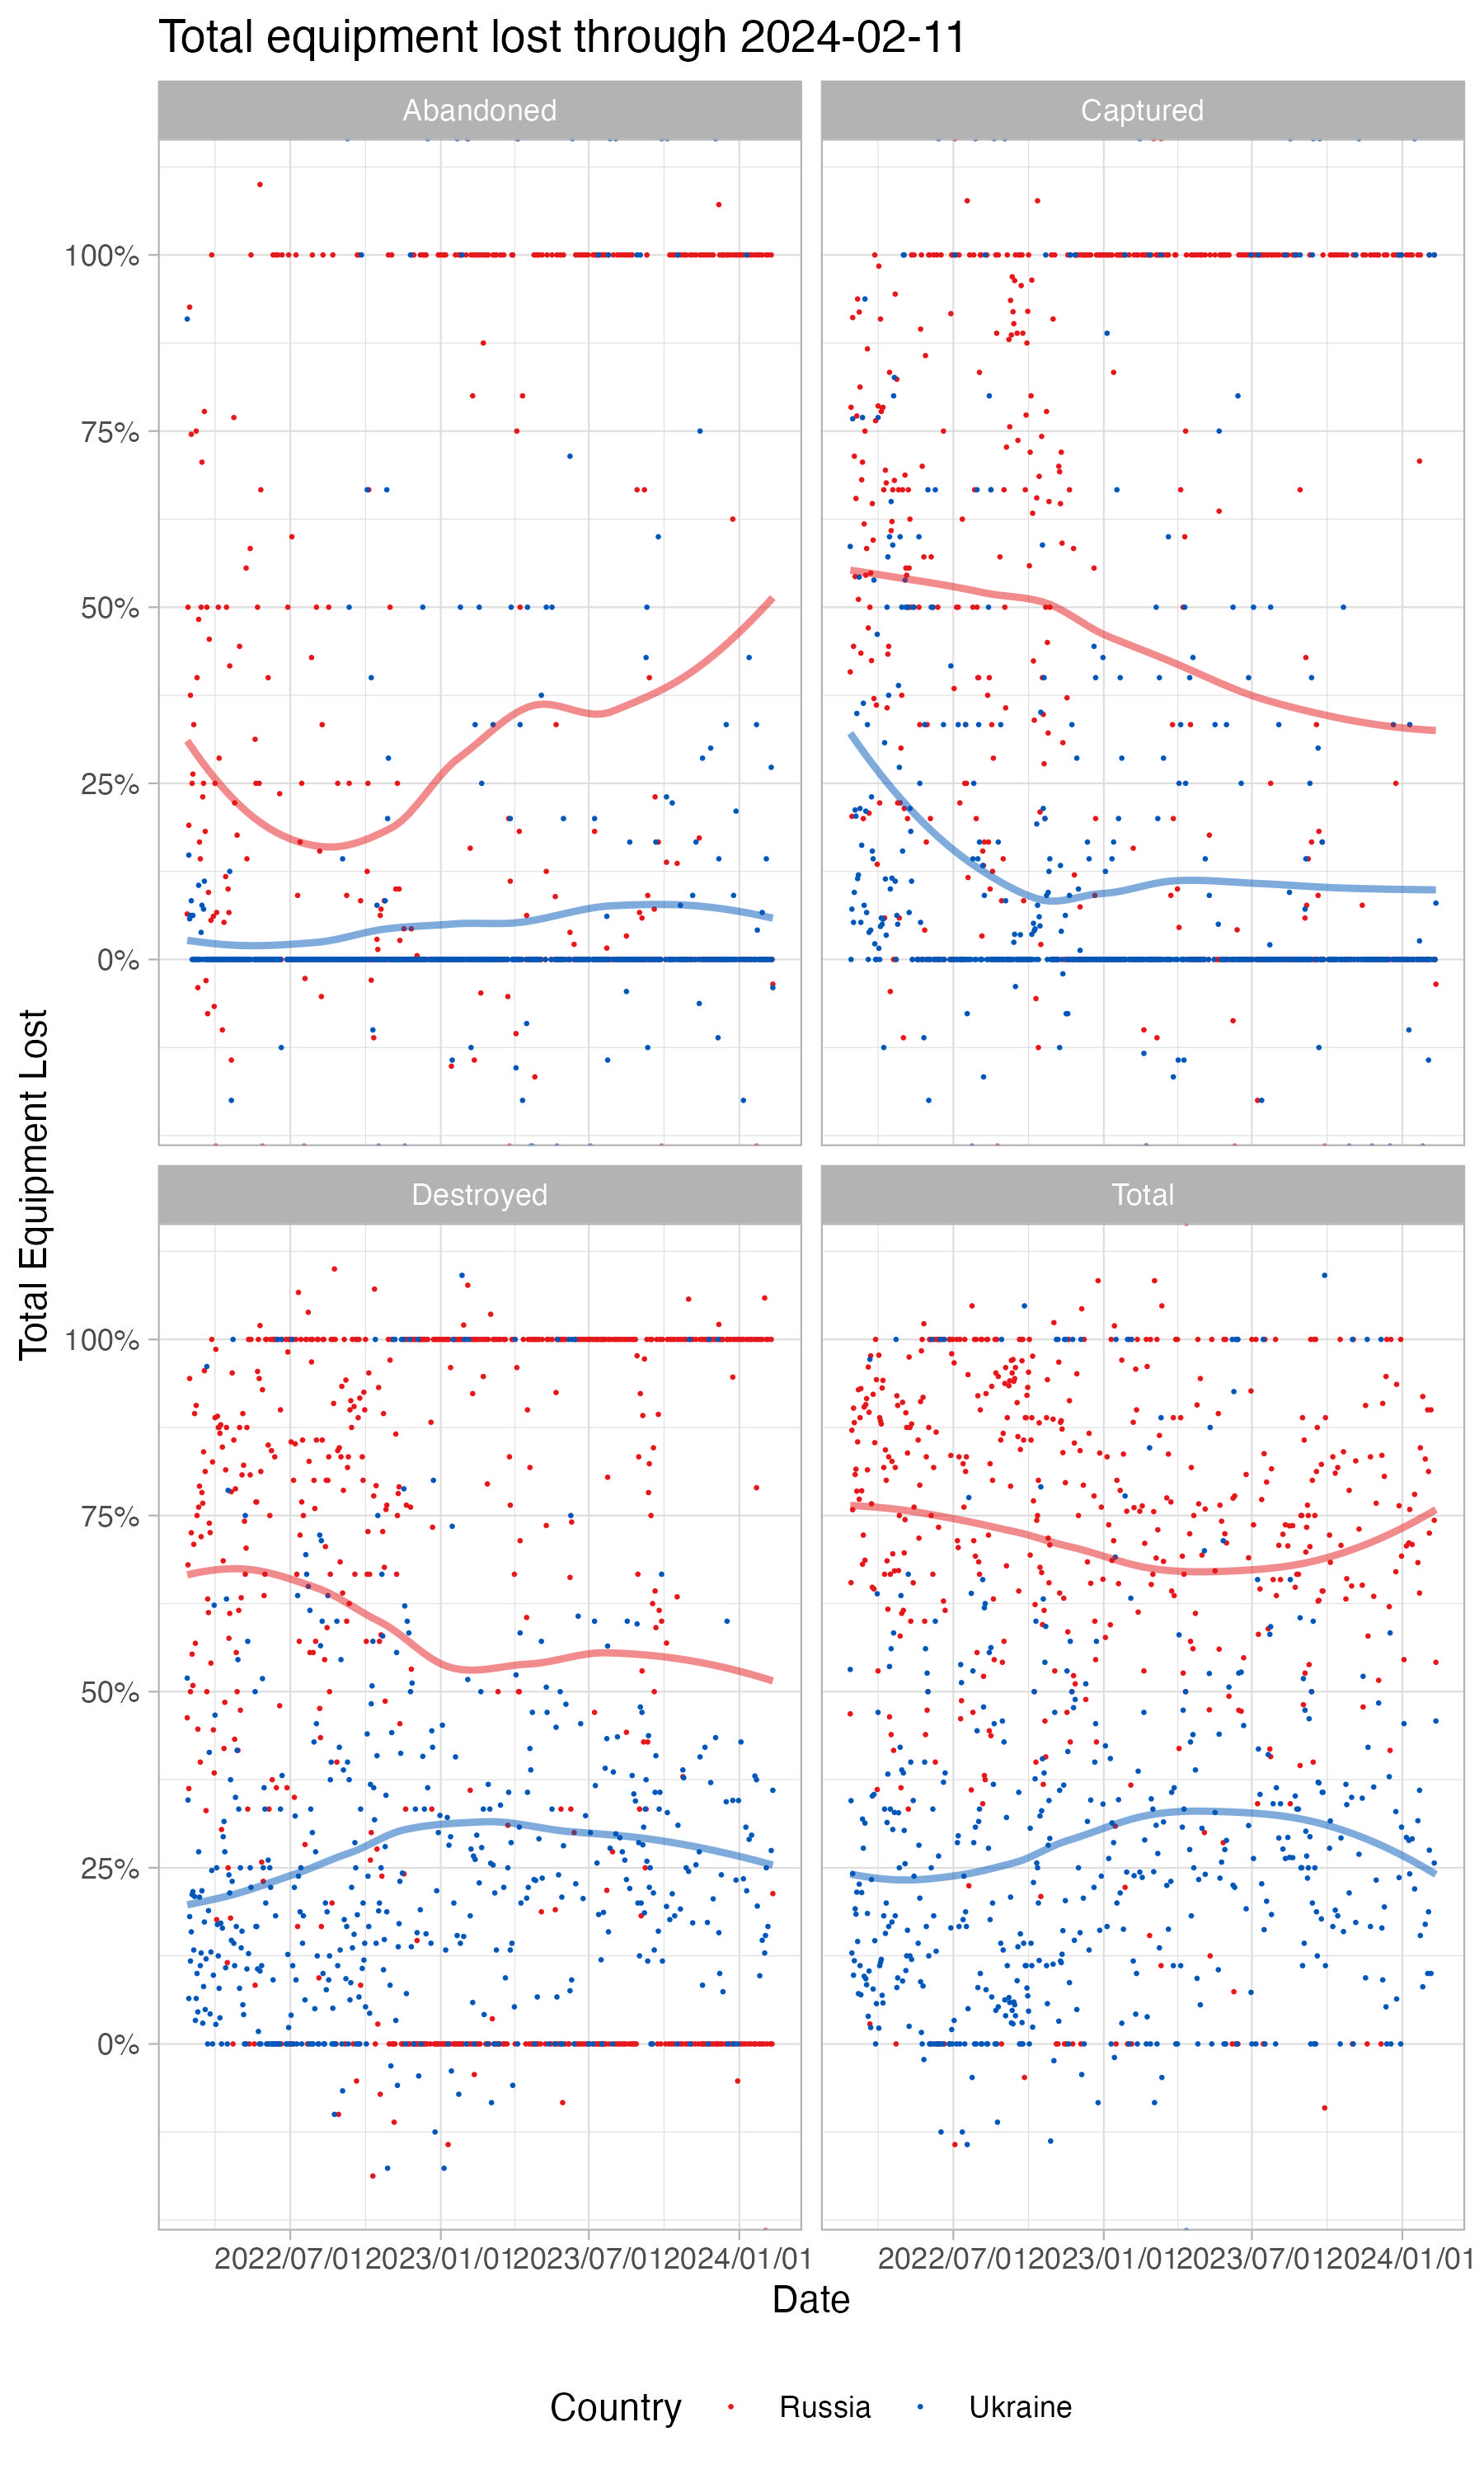 Total equipment lost through 2024-02-11
Abandoned
Captured
100%
75%
50%
25%
0%
Destroyed
Total
100%
75%
50%
25%
0%
Total Equipment Lost
2022/07/01 2023/01/01 2023/07/01 2024/01/01
2022/07/01 2023/01/01 2023/07/01 2024/01/01
Date
Country Russia Ukraine